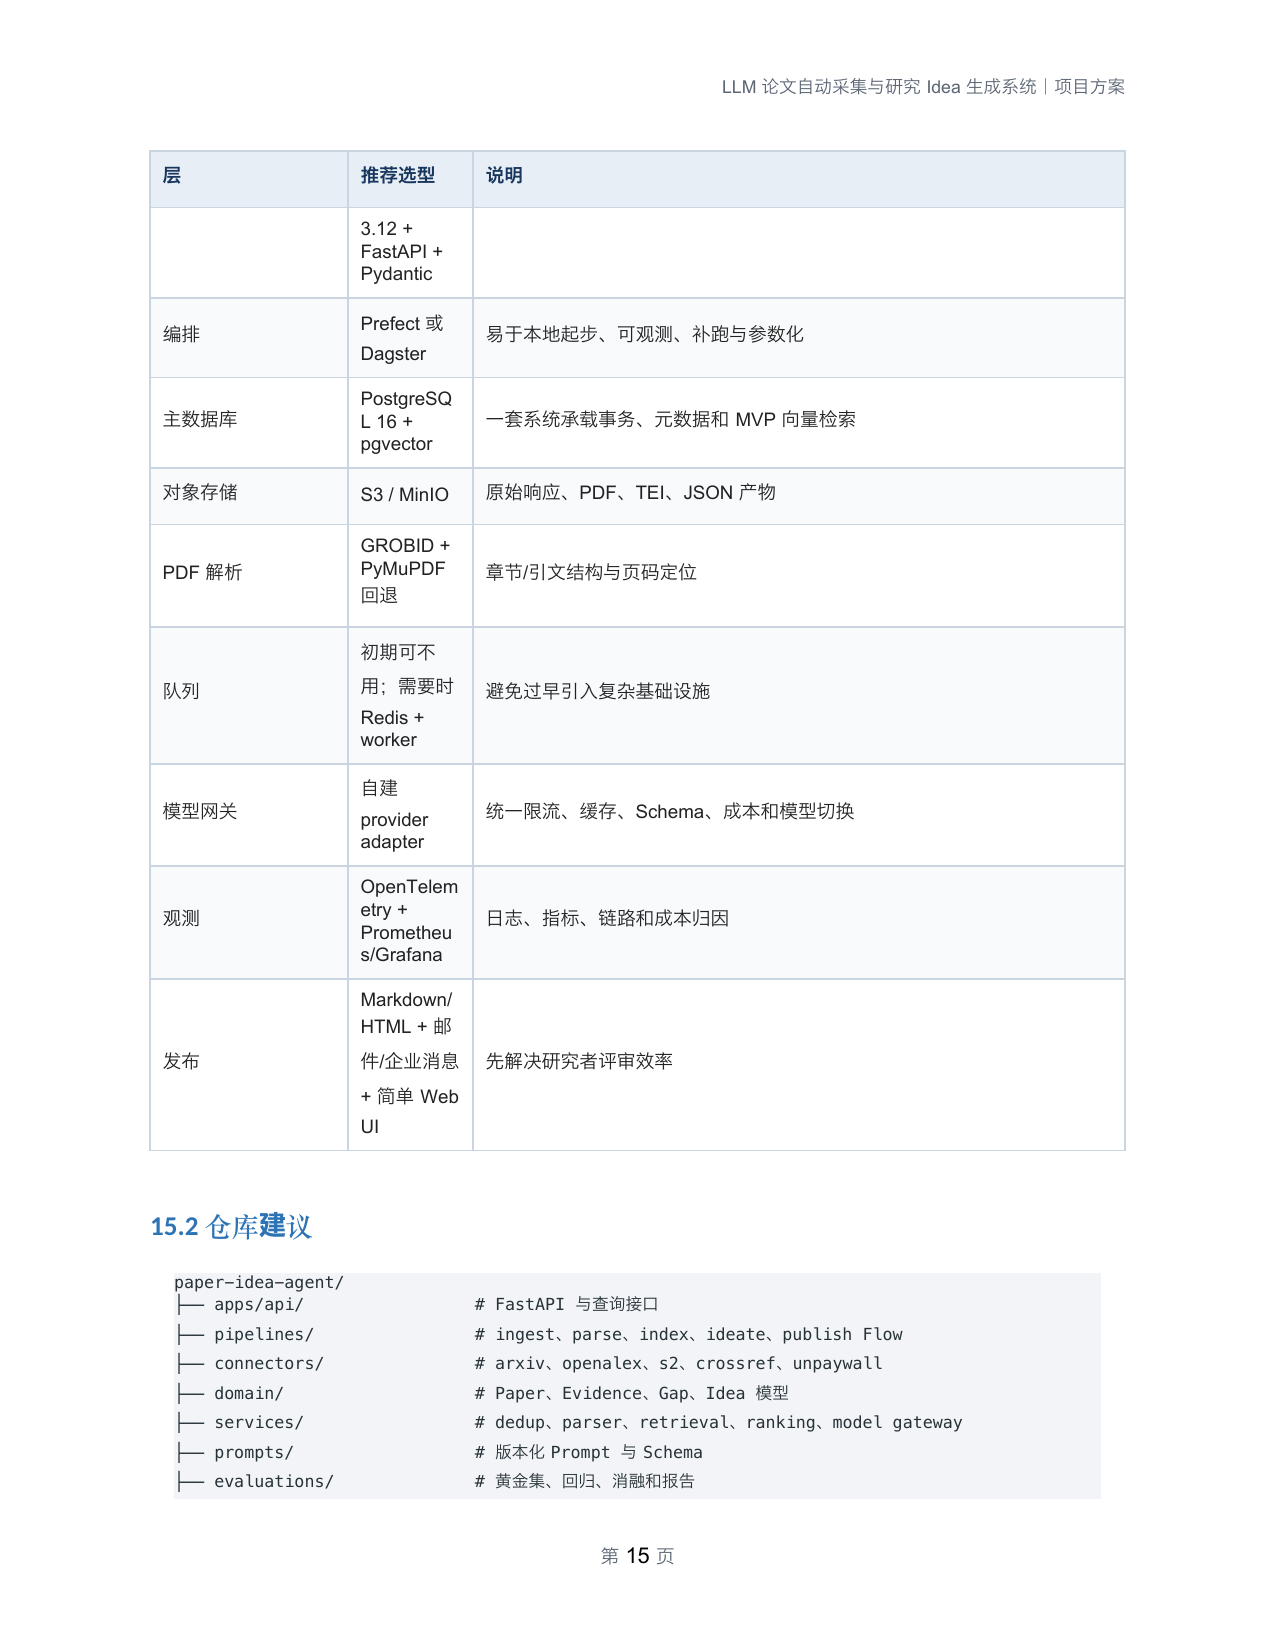 LLM 论文自动采集与研究 Idea 生成系统｜项目方案
层 推荐选型 说明
3.12 +
FastAPI +
Pydantic
编排
Prefect 或
Dagster
易于本地起步、可观测、补跑与参数化
主数据库
PostgreSQ
L 16 +
pgvector
一套系统承载事务、元数据和 MVP 向量检索
对象存储
S3 / MinIO
原始响应、PDF、TEI、JSON 产物
PDF 解析
GROBID +
PyMuPDF
回退
章节/引文结构与页码定位
队列
初期可不
用；需要时
Redis +
worker
避免过早引入复杂基础设施
模型网关
自建
provider
adapter
统一限流、缓存、Schema、成本和模型切换
观测
OpenTelem
etry +
Prometheu
s/Grafana
日志、指标、链路和成本归因
发布
Markdown/
HTML + 邮
件/企业消息
+ 简单 Web
UI
先解决研究者评审效率
15.2 仓库建议
paper-idea-agent/
├── apps/api/ # FastAPI 与查询接口
├── pipelines/ # ingest、parse、index、ideate、publish Flow
├── connectors/ # arxiv、openalex、s2、crossref、unpaywall
├── domain/ # Paper、Evidence、Gap、Idea 模型
├── services/ # dedup、parser、retrieval、ranking、model gateway
├── prompts/ # 版本化 Prompt 与 Schema
├── evaluations/ # 黄金集、回归、消融和报告
第 15 页